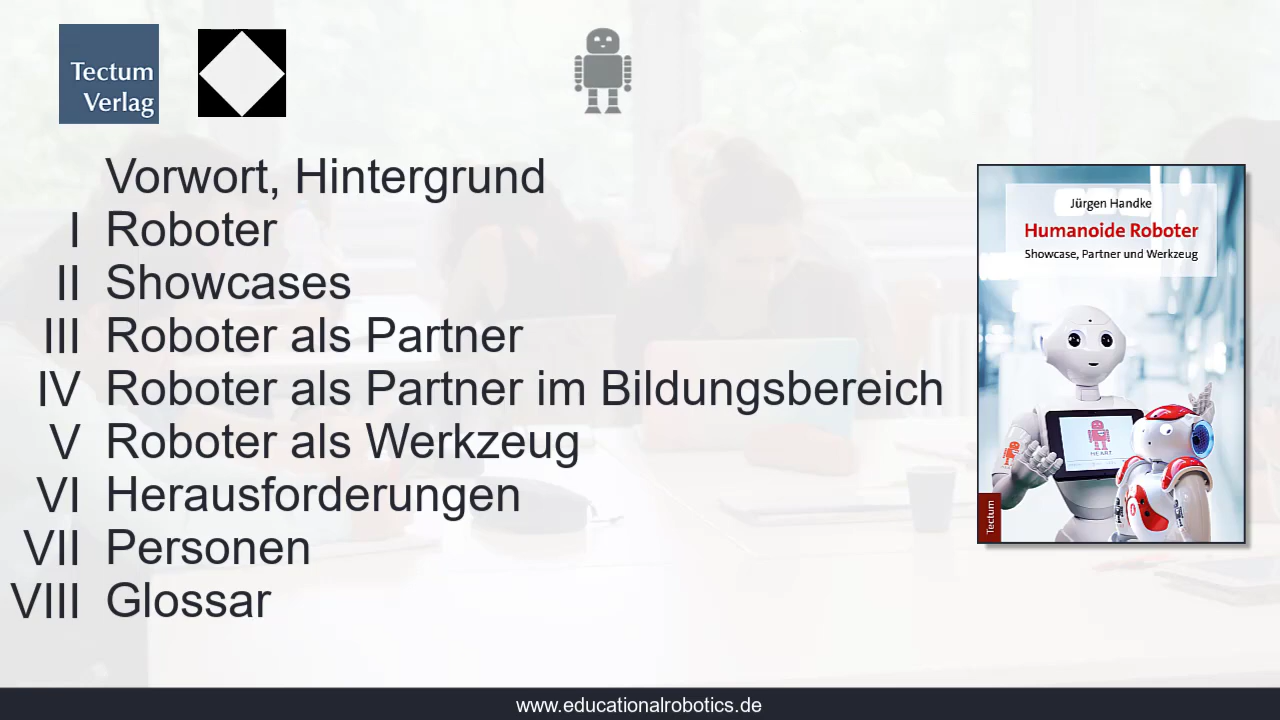 Tectum
Verlag
Vorwort, Hintergrund
I Roboter
II Showcases
III Roboter als Partner
IV Roboter als Partner im Bildungsbereich
V Roboter als Werkzeug
VI Herausforderungen
VII Personen
VIII Glossar
Jürgen Handke
Humanoide Roboter
Showcase, Partner und Werkzeug
HEART
Tectum
www.educationalrobotics.de